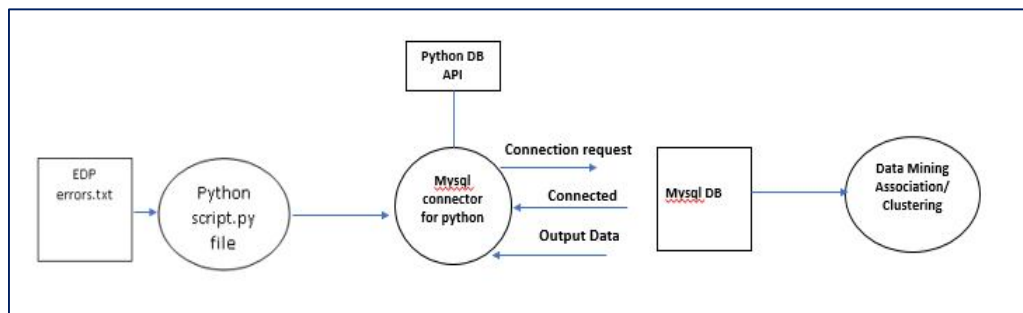 Python DB
API
EDP
errors.txt
Python
script.py
file
Mysql
connector
for python
Connection request
Connected
Output Data
Mysql DB
Data Mining
Association/
Clustering